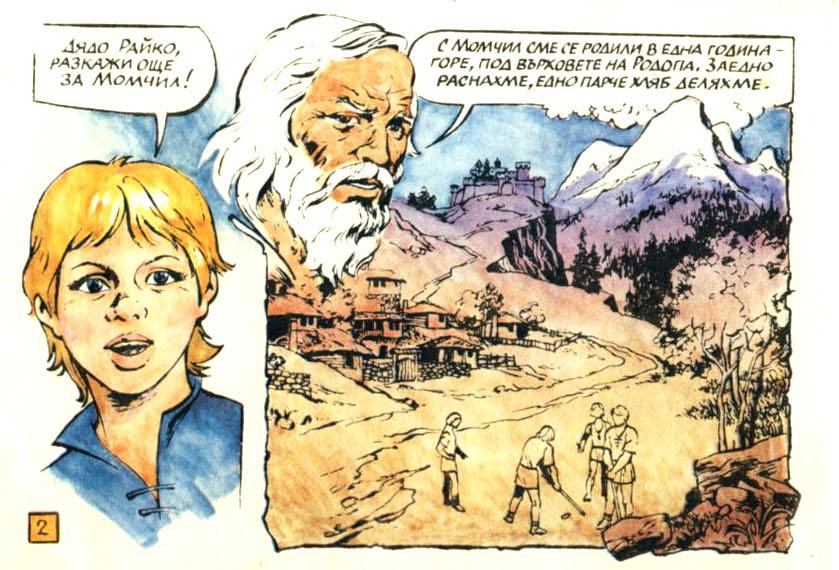 ДЯДО РАЙКО,
РАЗКАЖИ ОЩЕ
ЗА МОМЧИЛ!
С МОМЧИЛ СМЕ СЕ РОДИЛИ В ЕДНА ГОДИНА –
ГОРЕ, ПОД ВЪРХОВЕТЕ НА РОДОПА. ЗАЕДНО
РАСНАХМЕ, ЕДНО ПАРЧЕ ХЛЯБ ДЕЛЯХМЕ.
2